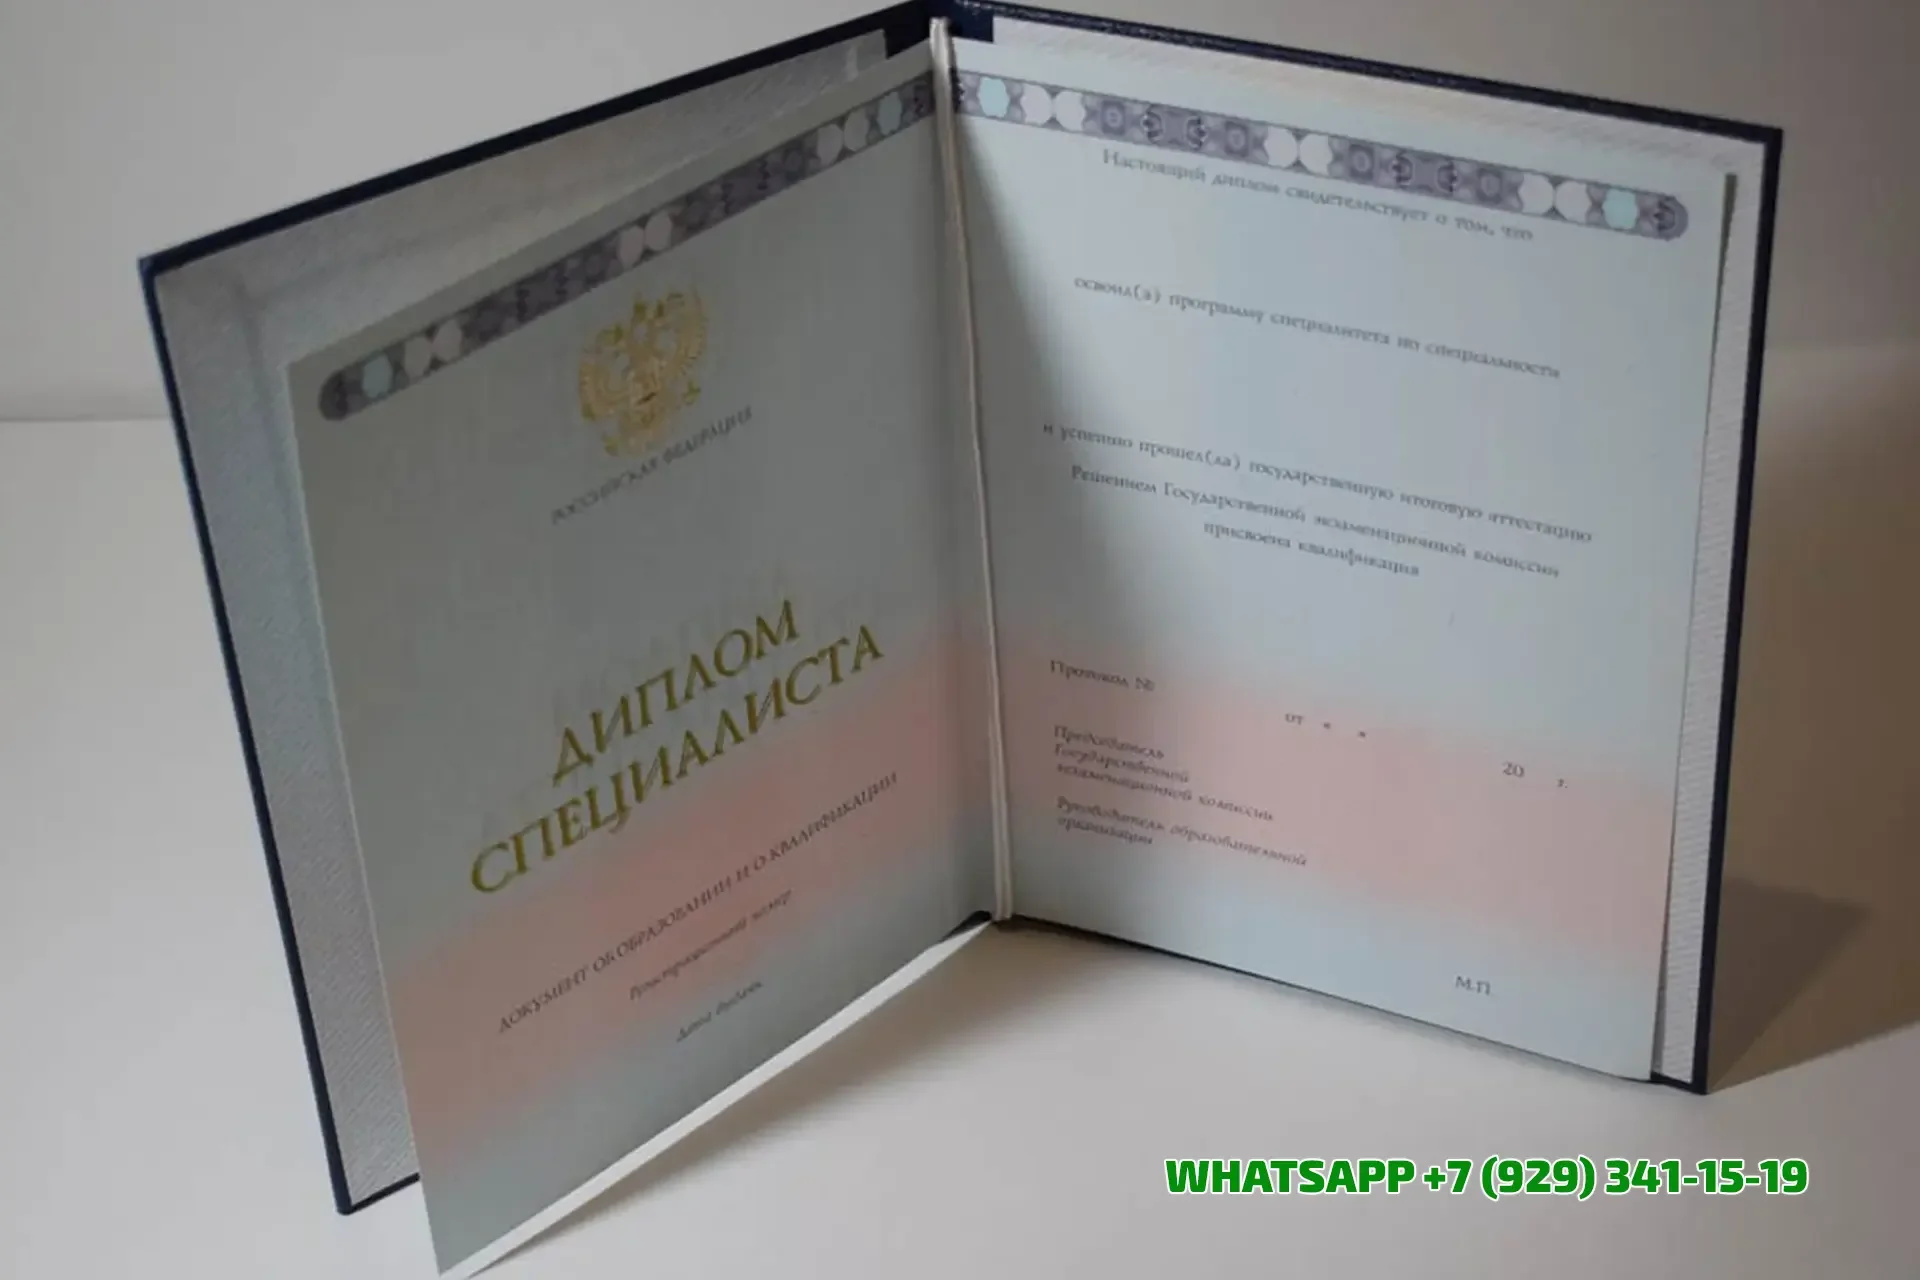 РОССИЙСКАЯ ФЕДЕРАЦИЯ
ДИПЛОМ
СПЕЦИАЛИСТА
ДОКУМЕНТ ОБ ОБРАЗОВАНИИ И О КВАЛИФИКАЦИИ
Регистрационный номер
Дата выдачи
Настоящий диплом свидетельствует о том, что
освоил(а) программу специалитета по специальности
и успешно прошел(ла) государственную итоговую аттестацию
Решением Государственной экзаменационной комиссии
присвоена квалификация
Протокол №
от « » 20 г.
Председатель
Государственной
экзаменационной комиссии
Руководитель образовательной
организации
М.П.
WHATSAPP +7 (929) 341-15-19